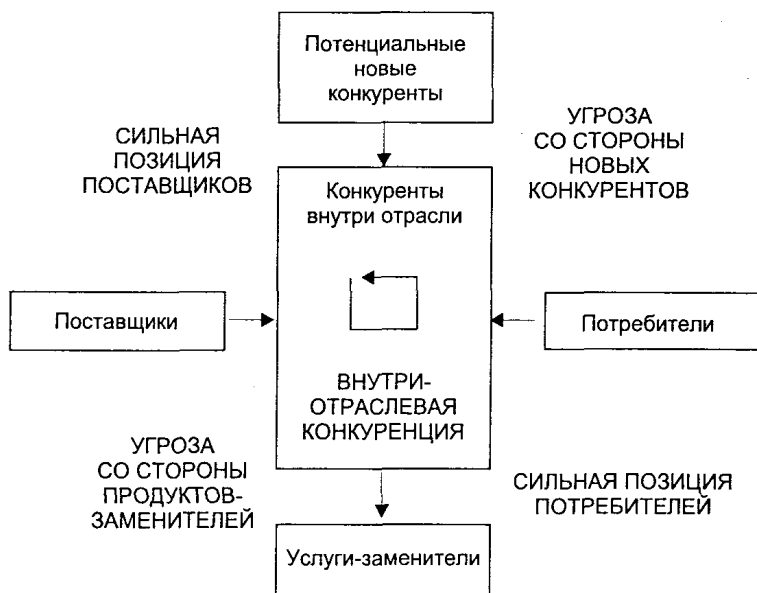 Потенциальные
новые
конкуренты
СИЛЬНАЯ
ПОЗИЦИЯ
ПОСТАВЩИКОВ
УГРОЗА
СО СТОРОНЫ
НОВЫХ
КОНКУРЕНТОВ
Конкуренты
внутри отрасли
Поставщики
Потребители
ВНУТРИ-
ОТРАСЛЕВАЯ
КОНКУРЕНЦИЯ
УГРОЗА
СО СТОРОНЫ
ПРОДУКТОВ-
ЗАМЕНИТЕЛЕЙ
СИЛЬНАЯ ПОЗИЦИЯ
ПОТРЕБИТЕЛЕЙ
Услуги-заменители